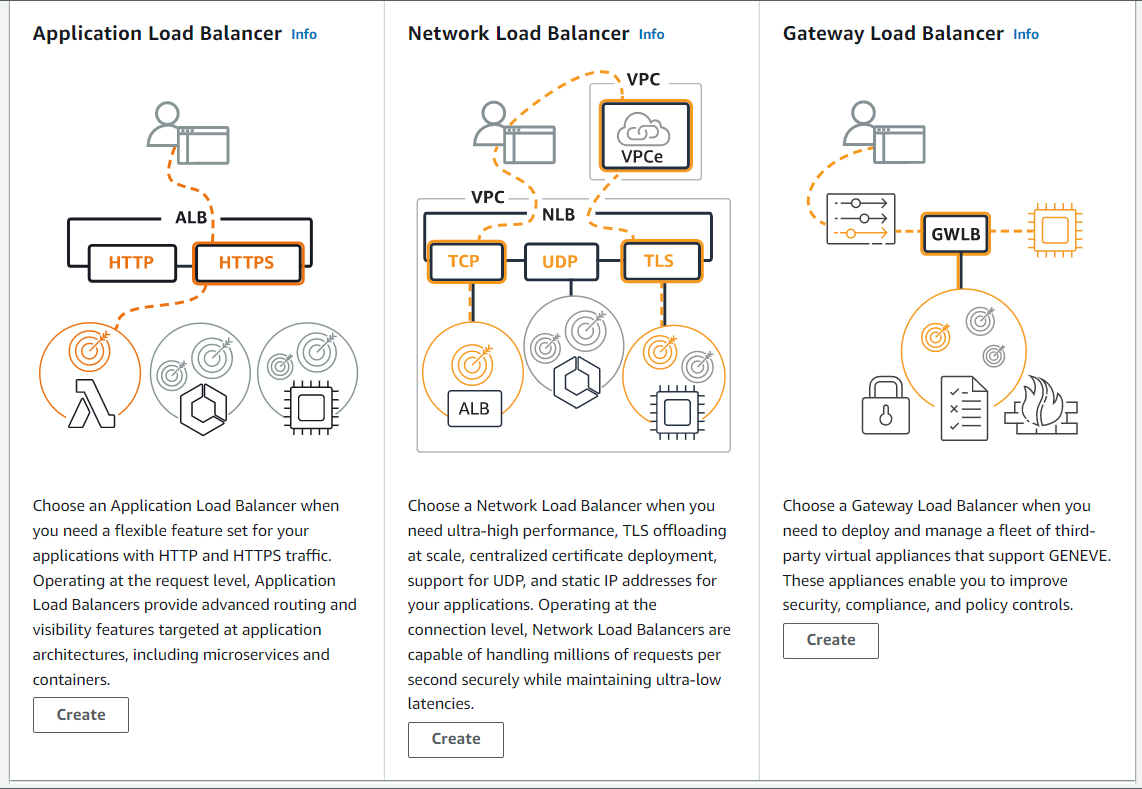 Application Load Balancer Info
ALB
HTTP
HTTPS
Choose an Application Load Balancer when
you need a flexible feature set for your
applications with HTTP and HTTPS traffic.
Operating at the request level, Application
Load Balancers provide advanced routing and
visibility features targeted at application
architectures, including microservices and
containers.
Create
Network Load Balancer Info
VPC
VPCe
VPC
NLB
TCP
UDP
TLS
ALB
Choose a Network Load Balancer when you
need ultra-high performance, TLS offloading
at scale, centralized certificate deployment,
support for UDP, and static IP addresses for
your applications. Operating at the
connection level, Network Load Balancers are
capable of handling millions of requests per
second securely while maintaining ultra-low
latencies.
Create
Gateway Load Balancer Info
GWLB
Choose a Gateway Load Balancer when you
need to deploy and manage a fleet of third-
party virtual appliances that support GENEVE.
These appliances enable you to improve
security, compliance, and policy controls.
Create